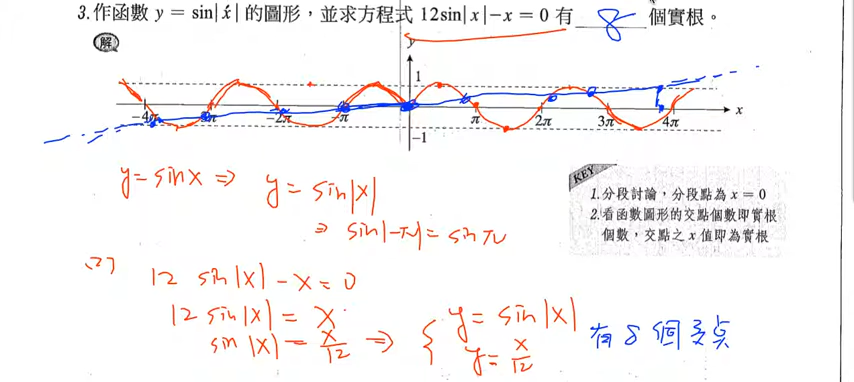 3.作函數 y = sin|x| 的圖形，並求方程式 12sin|x|−x = 0 有 8 個實根。
解
y
1
−4π −3π −2π −π π 2π 3π 4π x
−1
y=sinx ⇒ y = sin|x|
⇒ sin|−π| = sinπ
KEY
1.分段討論，分段點為 x = 0
2.看函數圖形的交點個數即實根
個數，交點之 x 值即為實根
(2)
12 sin|x| − x = 0
12 sin|x| = x
sin|x| = x/12 ⇒ { y = sin|x|
y = x/12
有 8 個交點